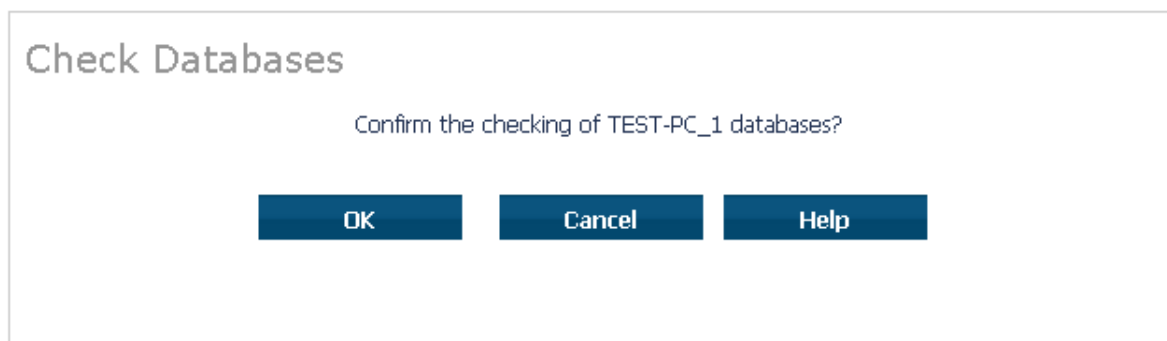 Check Databases
Confirm the checking of TEST-PC_1 databases?
OK Cancel Help